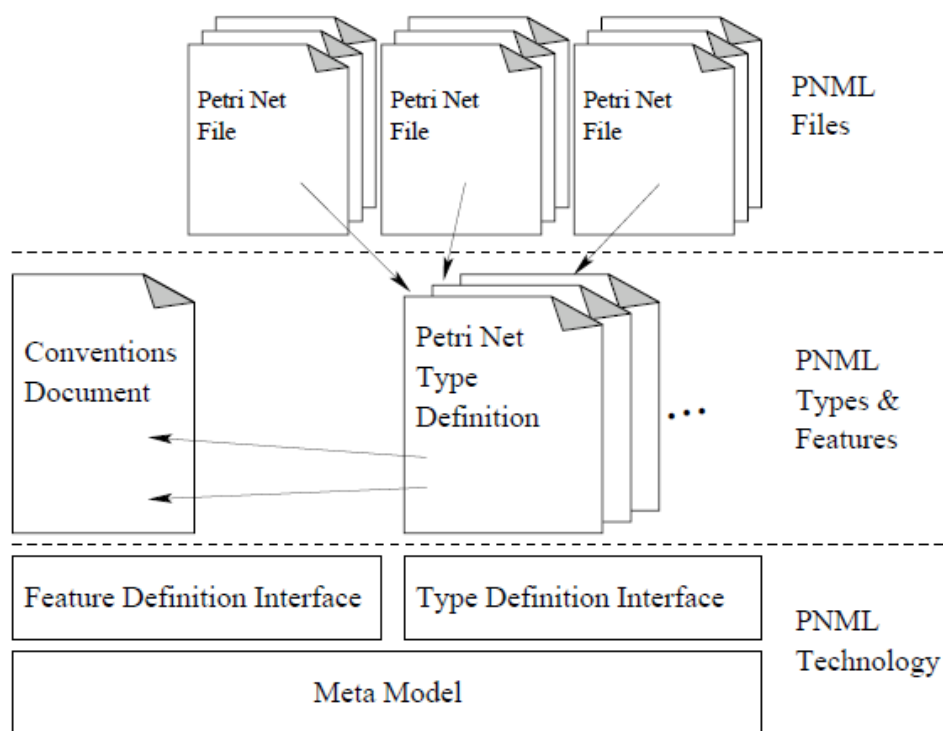 Petri Net
File
Petri Net
File
Petri Net
File
PNML
Files
Conventions
Document
Petri Net
Type
Definition
...
PNML
Types &
Features
Feature Definition Interface
Type Definition Interface
PNML
Technology
Meta Model